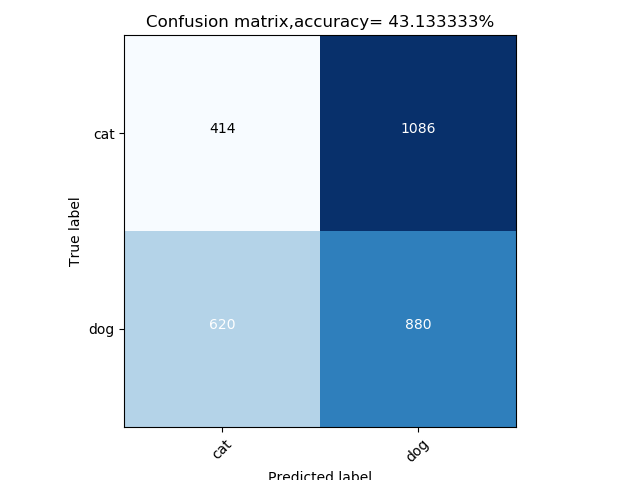 Confusion matrix,accuracy= 43.133333%
True label
cat
414
1086
dog
620
880
cat
dog
Predicted label